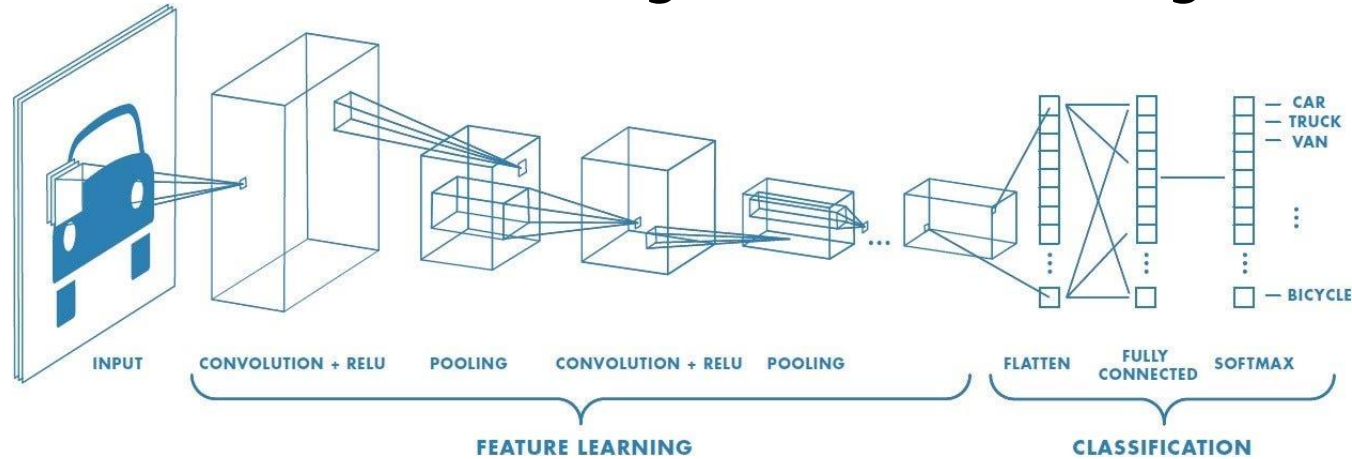 CAR
TRUCK
VAN
BICYCLE
INPUT
CONVOLUTION + RELU
POOLING
CONVOLUTION + RELU
POOLING
FLATTEN
FULLY
CONNECTED
SOFTMAX
FEATURE LEARNING
CLASSIFICATION